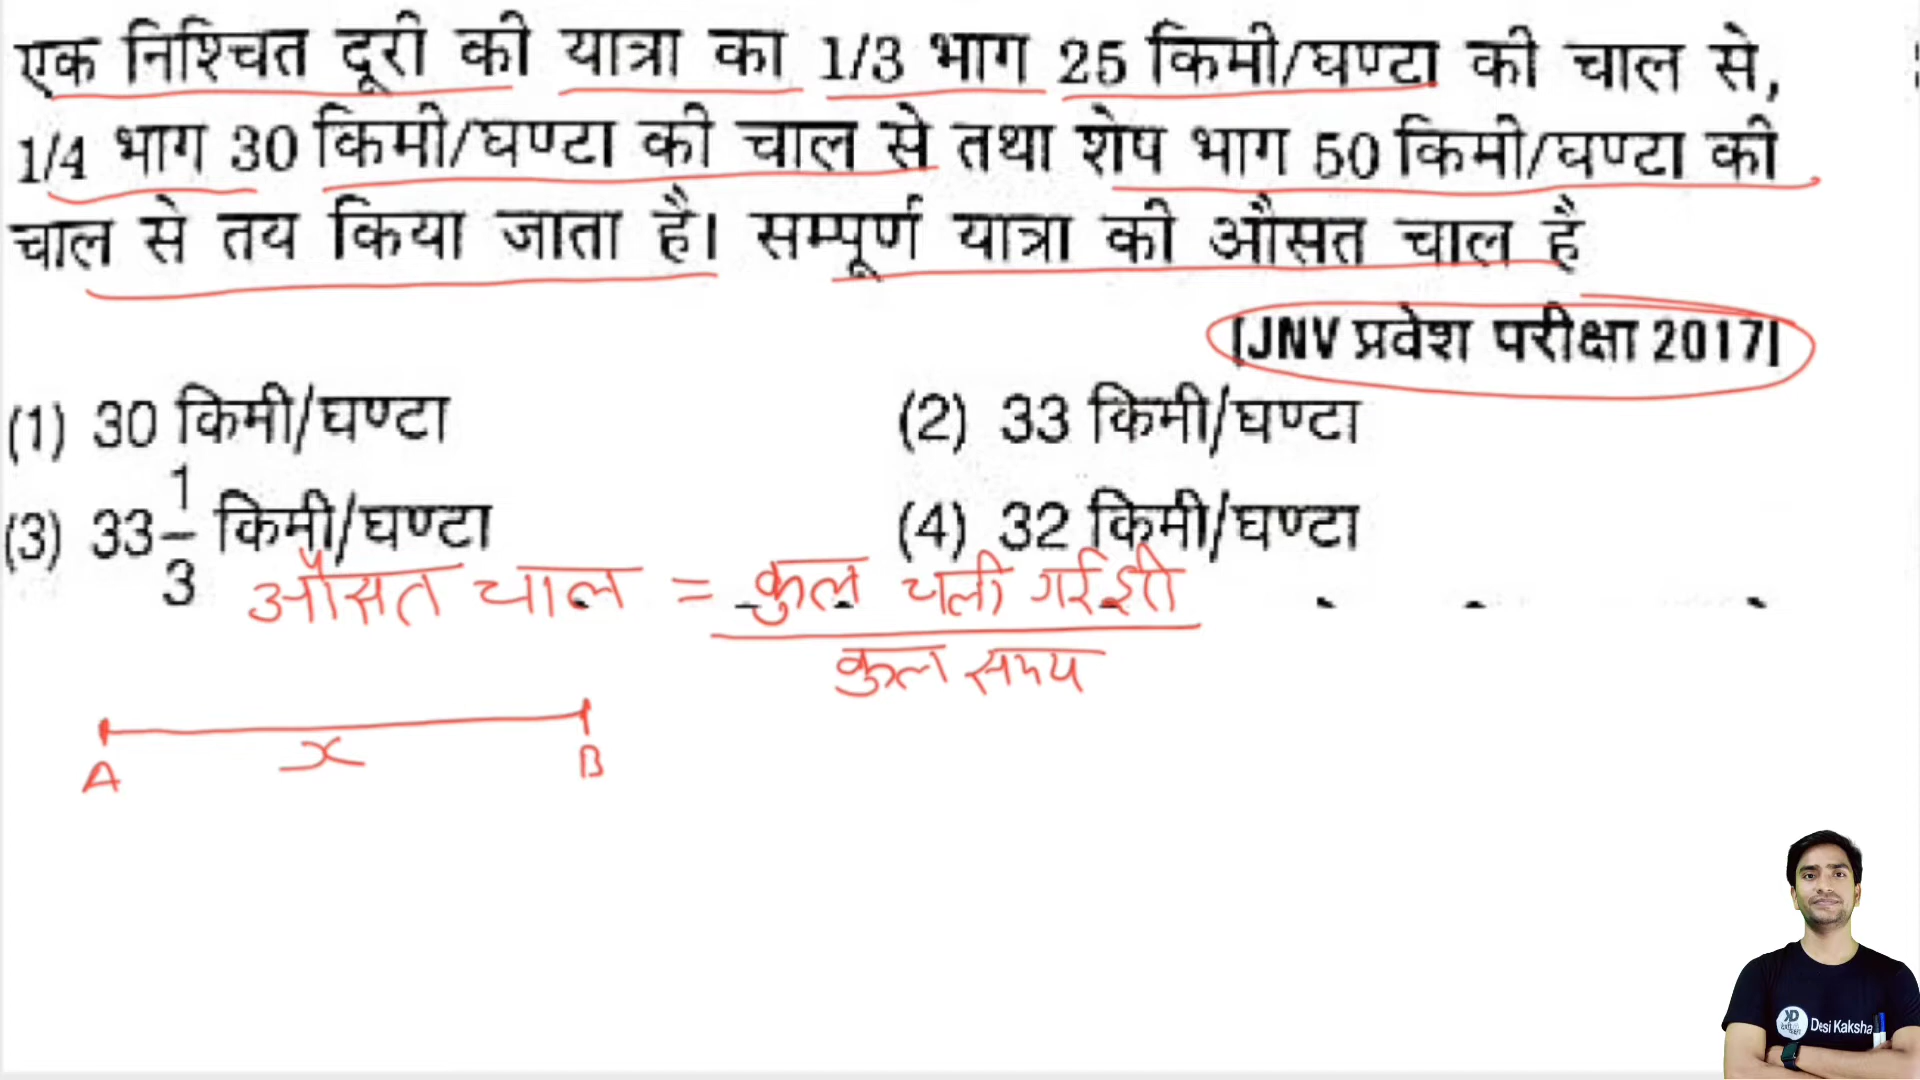 एक निश्चित दूरी की यात्रा का 1/3 भाग 25 किमी/घण्टा की चाल से,
1/4 भाग 30 किमी/घण्टा की चाल से तथा शेष भाग 50 किमी/घण्टा की
चाल से तय किया जाता है। सम्पूर्ण यात्रा की औसत चाल है
[JNV प्रवेश परीक्षा 2017]
(1) 30 किमी/घण्टा (2) 33 किमी/घण्टा
(3) 33 1/3 किमी/घण्टा (4) 32 किमी/घण्टा
औसत चाल = कुल चली गई
कुल समय
x
A B
Desi Kaksha